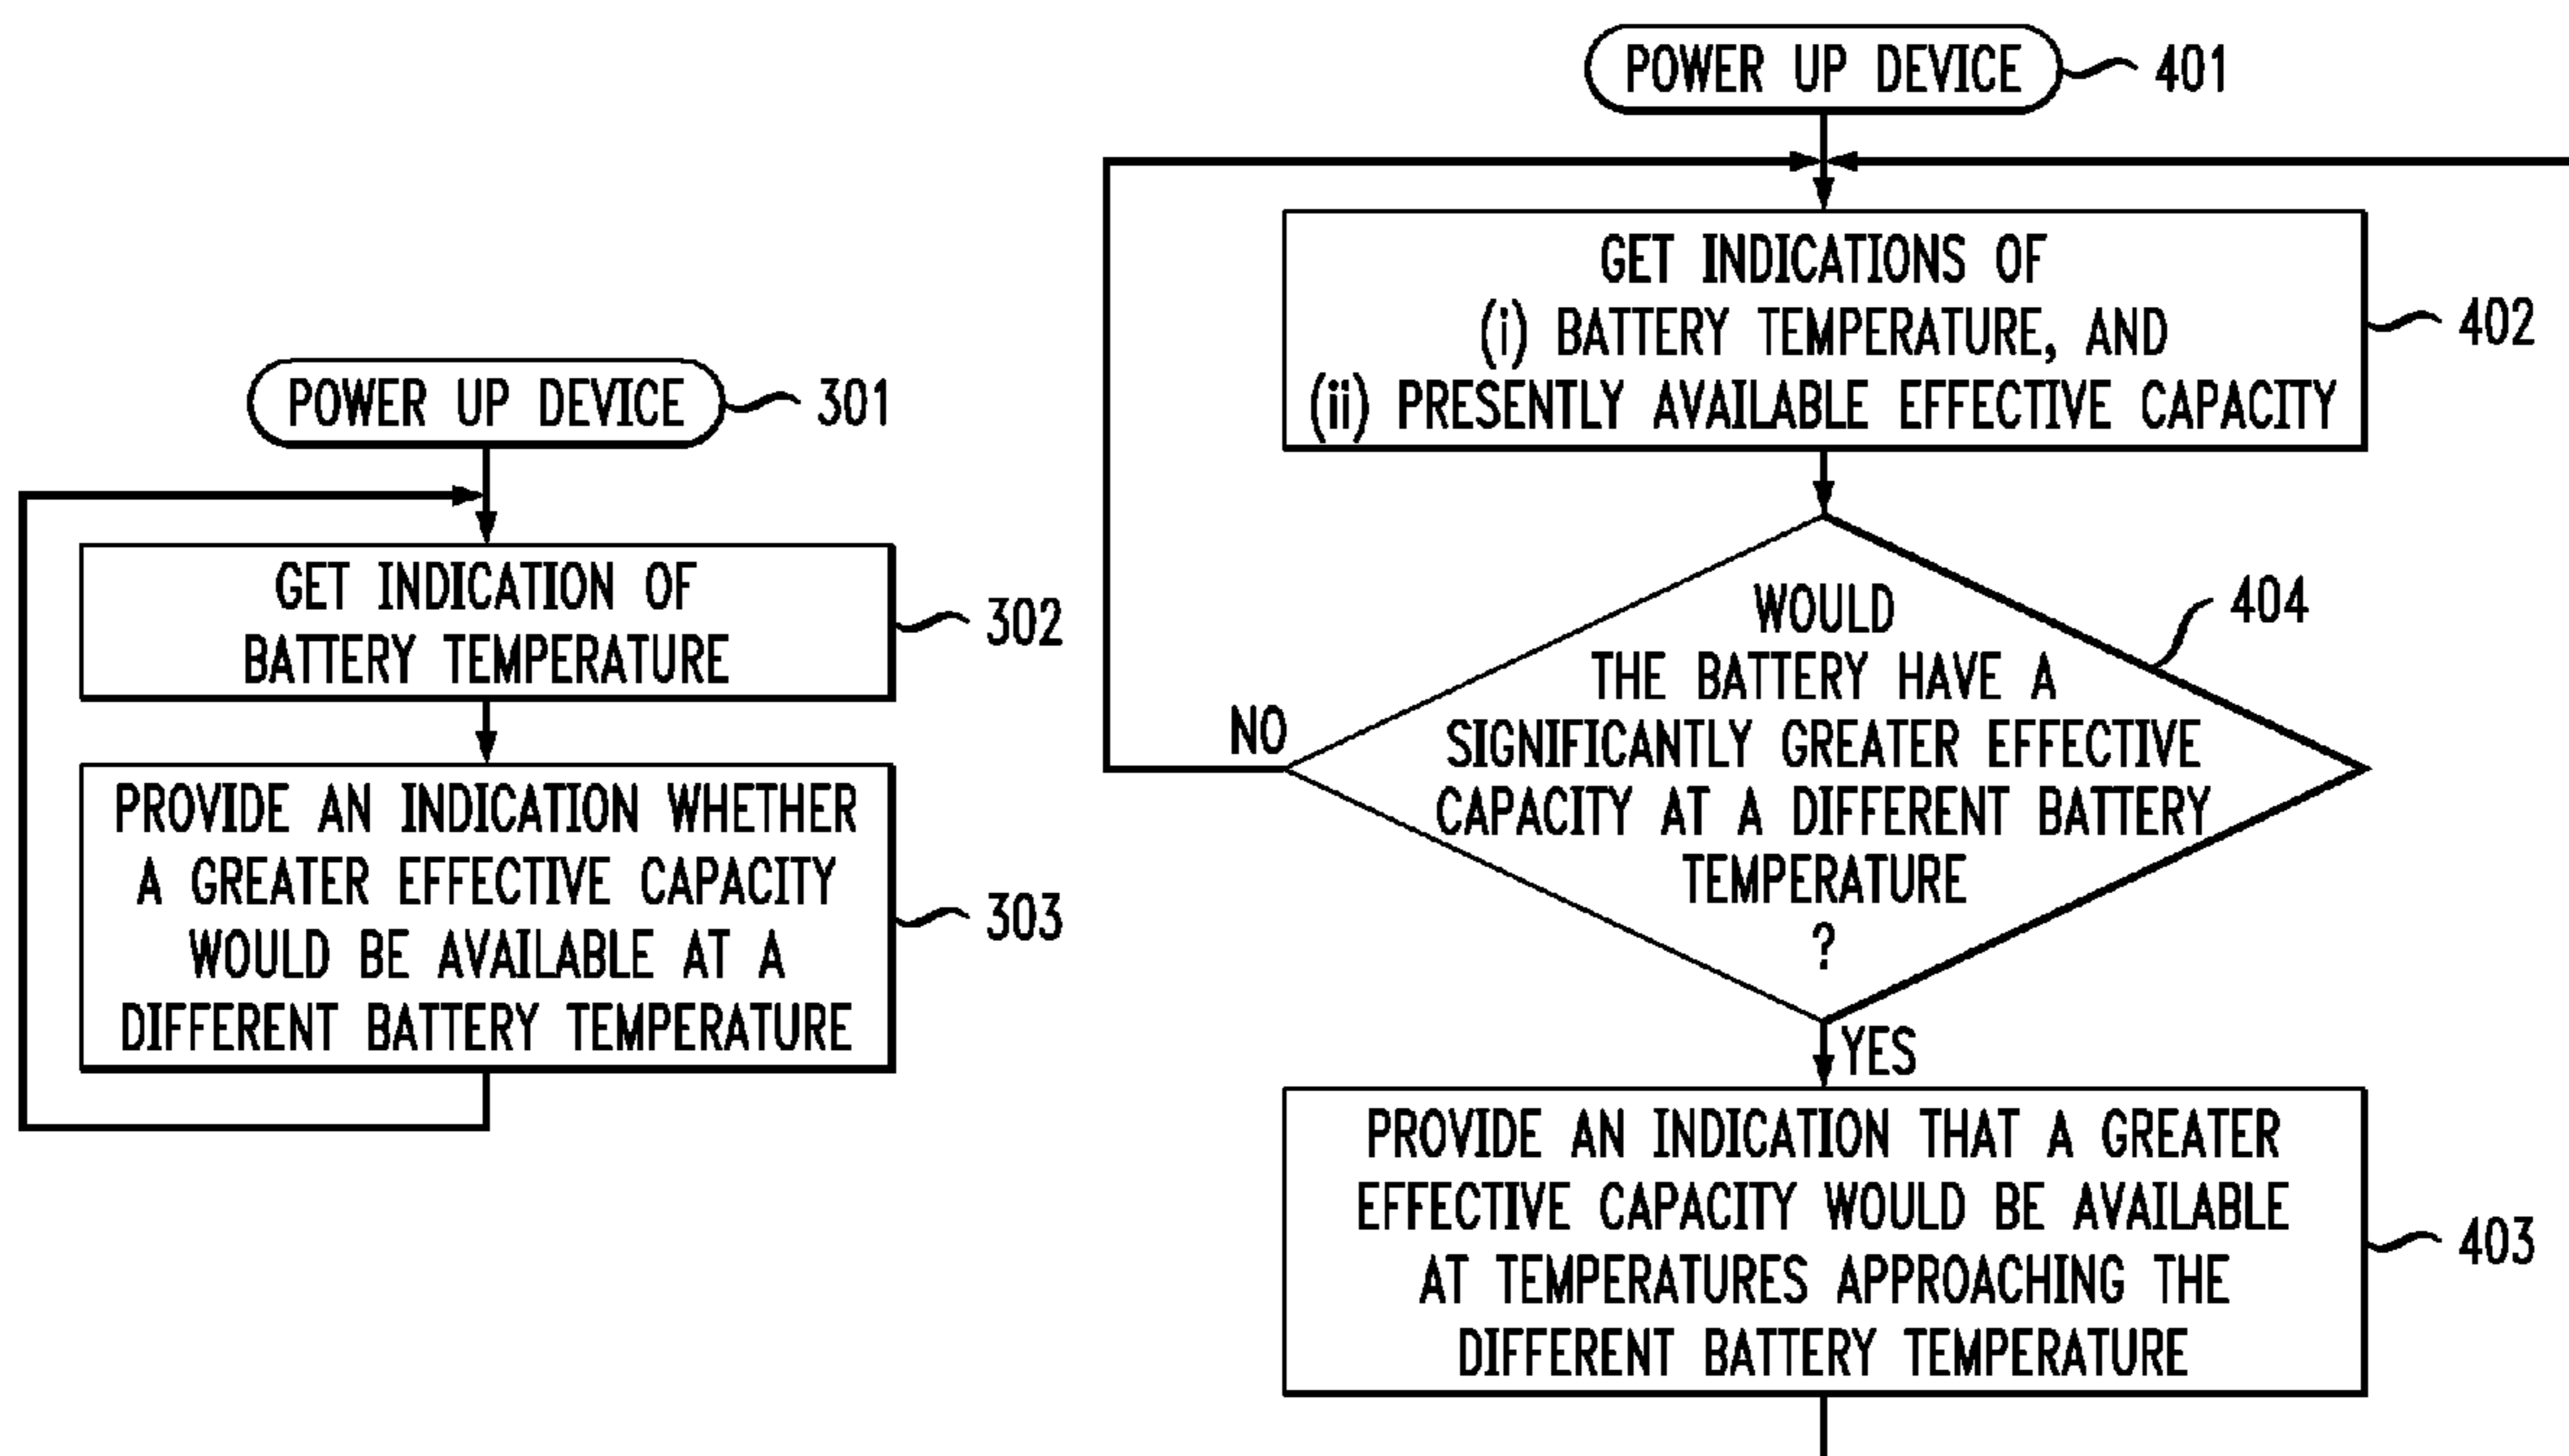 POWER UP DEVICE
301
GET INDICATION OF
BATTERY TEMPERATURE
302
PROVIDE AN INDICATION WHETHER
A GREATER EFFECTIVE CAPACITY
WOULD BE AVAILABLE AT A
DIFFERENT BATTERY TEMPERATURE
303
POWER UP DEVICE
401
GET INDICATIONS OF
(i) BATTERY TEMPERATURE, AND
(ii) PRESENTLY AVAILABLE EFFECTIVE CAPACITY
402
WOULD
THE BATTERY HAVE A
SIGNIFICANTLY GREATER EFFECTIVE
CAPACITY AT A DIFFERENT BATTERY
TEMPERATURE
?
404
NO
YES
PROVIDE AN INDICATION THAT A GREATER
EFFECTIVE CAPACITY WOULD BE AVAILABLE
AT TEMPERATURES APPROACHING THE
DIFFERENT BATTERY TEMPERATURE
403